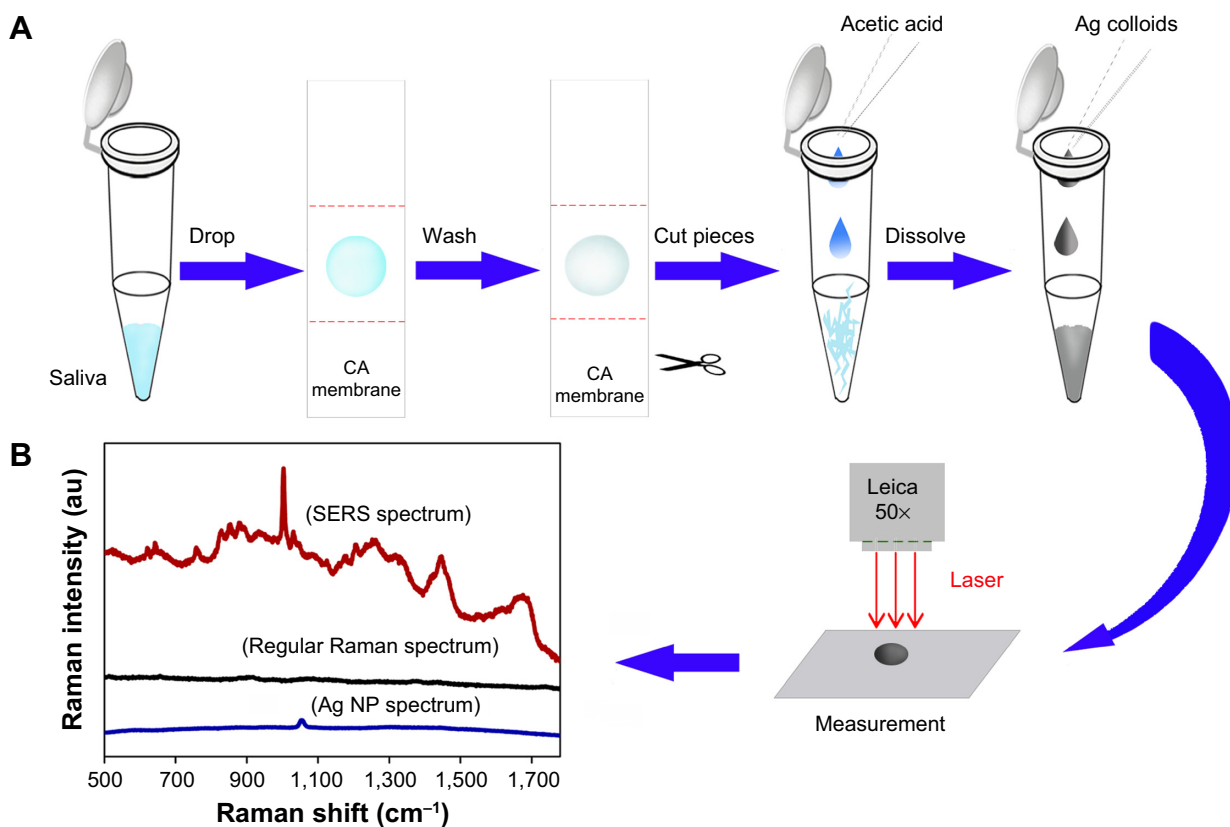 A
Acetic acid
Ag colloids
Drop
Wash
Cut pieces
Dissolve
Saliva
CA
membrane
CA
membrane
B
Raman intensity (au)
(SERS spectrum)
(Regular Raman spectrum)
(Ag NP spectrum)
500 700 900 1,100 1,300 1,500 1,700
Raman shift (cm⁻¹)
Leica
50×
Laser
Measurement